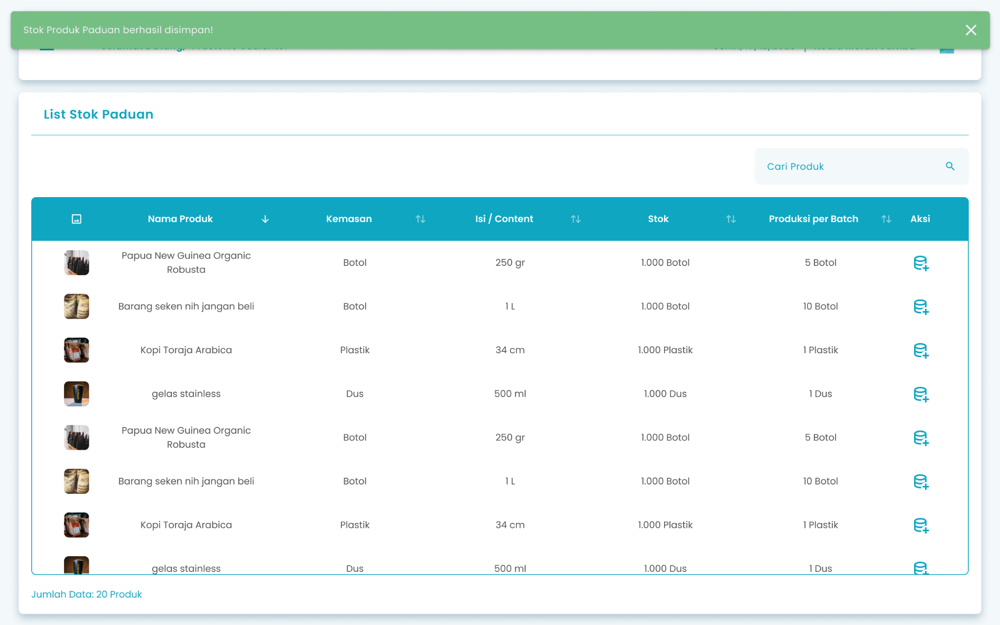 Stok Produk Paduan berhasil disimpan!
List Stok Paduan
Cari Produk
Nama Produk Kemasan Isi / Content Stok Produksi per Batch Aksi
Papua New Guinea Organic
Robusta
Botol 250 gr 1.000 Botol 5 Botol
Barang seken nih jangan beli Botol 1 L 1.000 Botol 10 Botol
Kopi Toraja Arabica Plastik 34 cm 1.000 Plastik 1 Plastik
gelas stainless Dus 500 ml 1.000 Dus 1 Dus
Papua New Guinea Organic
Robusta
Botol 250 gr 1.000 Botol 5 Botol
Barang seken nih jangan beli Botol 1 L 1.000 Botol 10 Botol
Kopi Toraja Arabica Plastik 34 cm 1.000 Plastik 1 Plastik
gelas stainless Dus 500 ml 1.000 Dus 1 Dus
Jumlah Data: 20 Produk